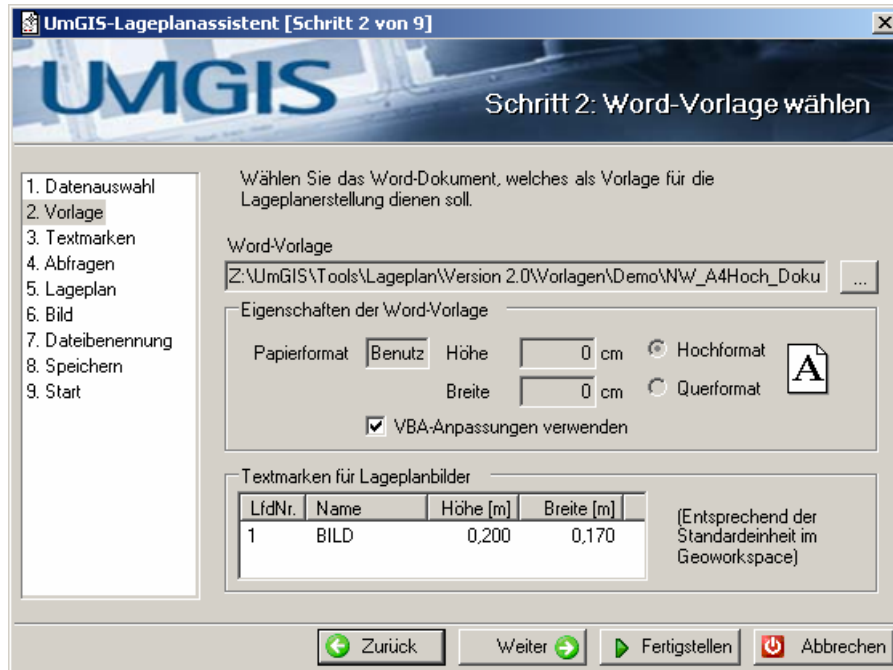 UmGIS-Lageplanassistent [Schritt 2 von 9]
UMGIS
Schritt 2: Word-Vorlage wählen
1. Datenauswahl
2. Vorlage
3. Textmarken
4. Abfragen
5. Lageplan
6. Bild
7. Dateibenennung
8. Speichern
9. Start
Wählen Sie das Word-Dokument, welches als Vorlage für die
Lageplanerstellung dienen soll.
Word-Vorlage
Z:\UmGIS\Tools\Lageplan\Version 2.0\Vorlagen\Demo\NW_A4Hoch_Doku ...
Eigenschaften der Word-Vorlage
Papierformat Benutz Höhe 0 cm Hochformat
A
Breite 0 cm Querformat
VBA-Anpassungen verwenden
Textmarken für Lageplanbilder
LfdNr. Name Höhe [m] Breite [m]
1 BILD 0,200 0,170
(Entsprechend der
Standardeinheit im
Geoworkspace)
Zurück Weiter Fertigstellen Abbrechen